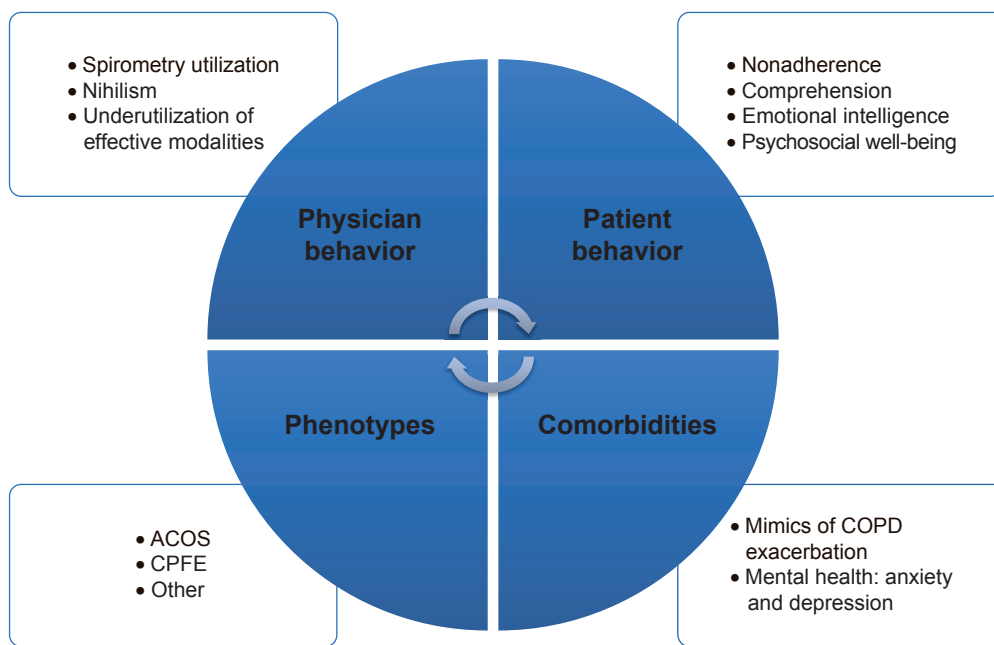 • Spirometry utilization
• Nihilism
• Underutilization of
effective modalities
• Nonadherence
• Comprehension
• Emotional intelligence
• Psychosocial well-being
Physician
behavior
Patient
behavior
Phenotypes
Comorbidities
• ACOS
• CPFE
• Other
• Mimics of COPD
exacerbation
• Mental health: anxiety
and depression